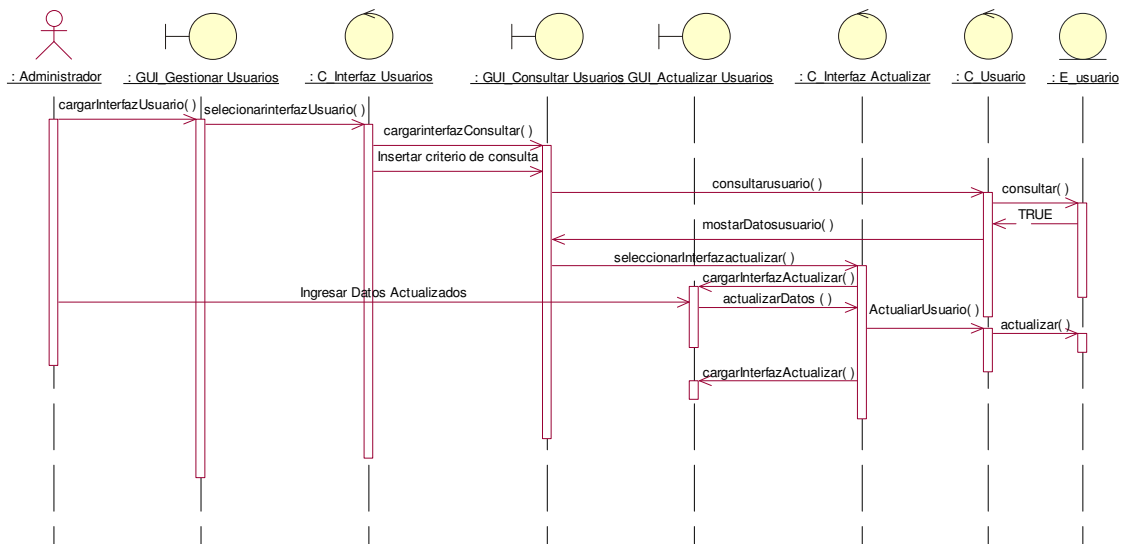 : Administrador
: GUI_Gestionar Usuarios
: C_Interfaz Usuarios
: GUI_Consultar Usuarios
GUI_Actualizar Usuarios
: C_Interfaz Actualizar
: C_Usuario
: E_usuario
cargarInterfazUsuario( )
selecionarinterfazUsuario( )
cargarinterfazConsultar( )
Insertar criterio de consulta
consultarusuario( )
consultar( )
TRUE
mostarDatosusuario( )
seleccionarInterfazactualizar( )
cargarInterfazActualizar( )
Ingresar Datos Actualizados
actualizarDatos ( )
ActualiarUsuario( )
actualizar( )
cargarInterfazActualizar( )